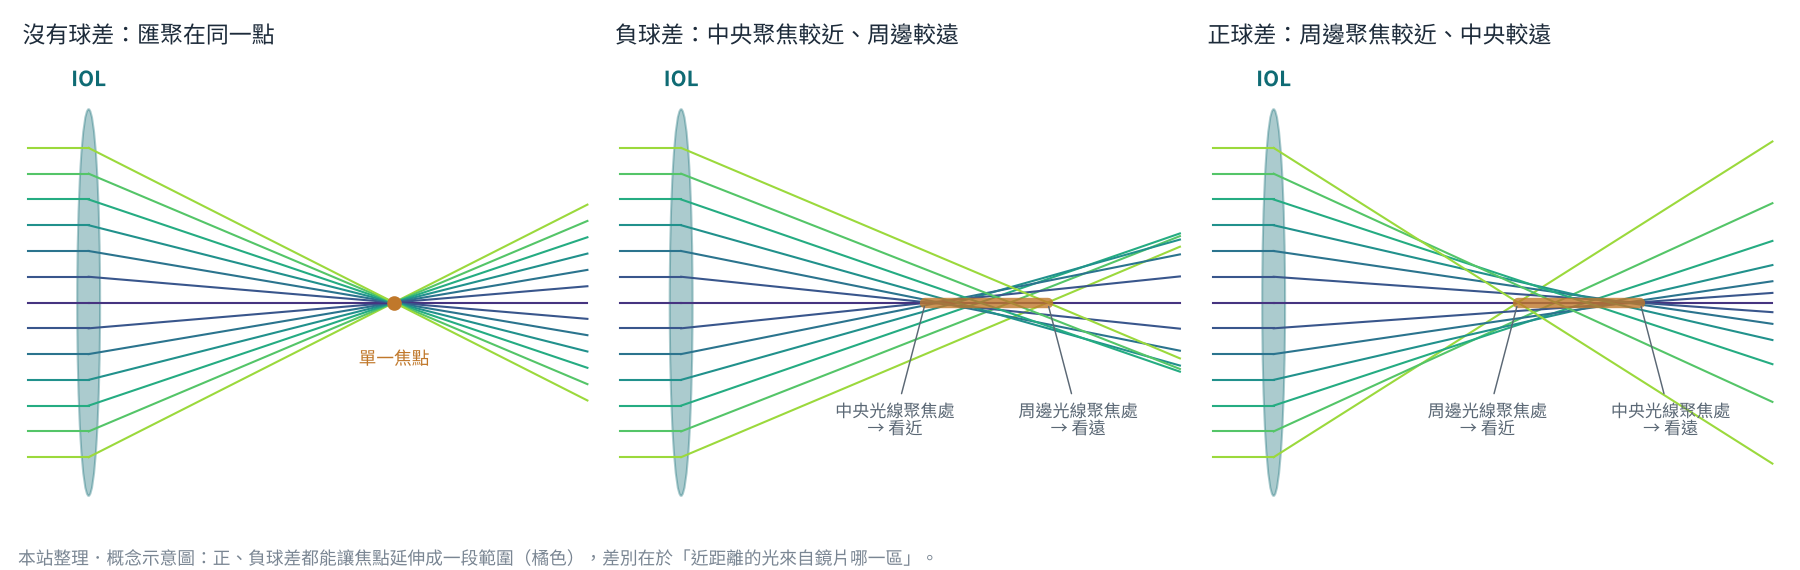 沒有球差：匯聚在同一點
負球差：中央聚焦較近、周邊較遠
正球差：周邊聚焦較近、中央較遠
IOL
IOL
IOL
單一焦點
中央光線聚焦處
→ 看近
周邊光線聚焦處
→ 看遠
周邊光線聚焦處
→ 看近
中央光線聚焦處
→ 看遠
本站整理．概念示意圖：正、負球差都能讓焦點延伸成一段範圍（橘色），差別在於「近距離的光來自鏡片哪一區」。